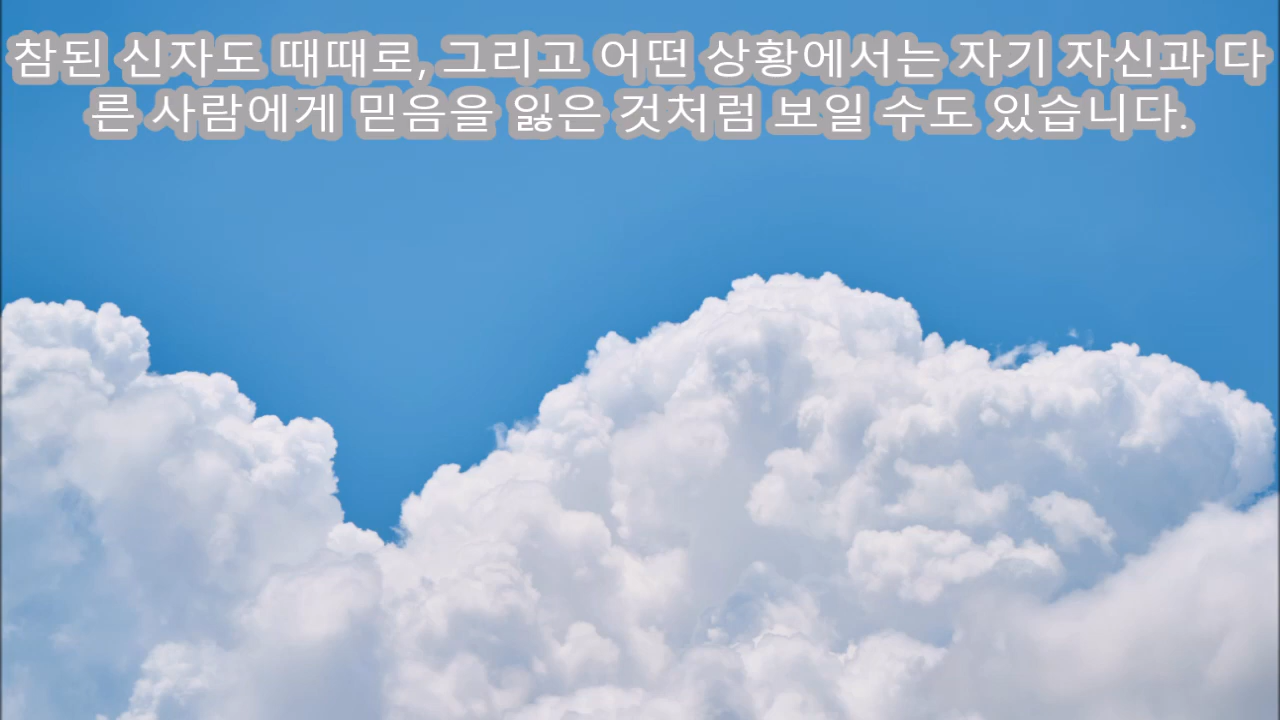 참된 신자도 때때로, 그리고 어떤 상황에서는 자기 자신과 다
른 사람에게 믿음을 잃은 것처럼 보일 수도 있습니다.